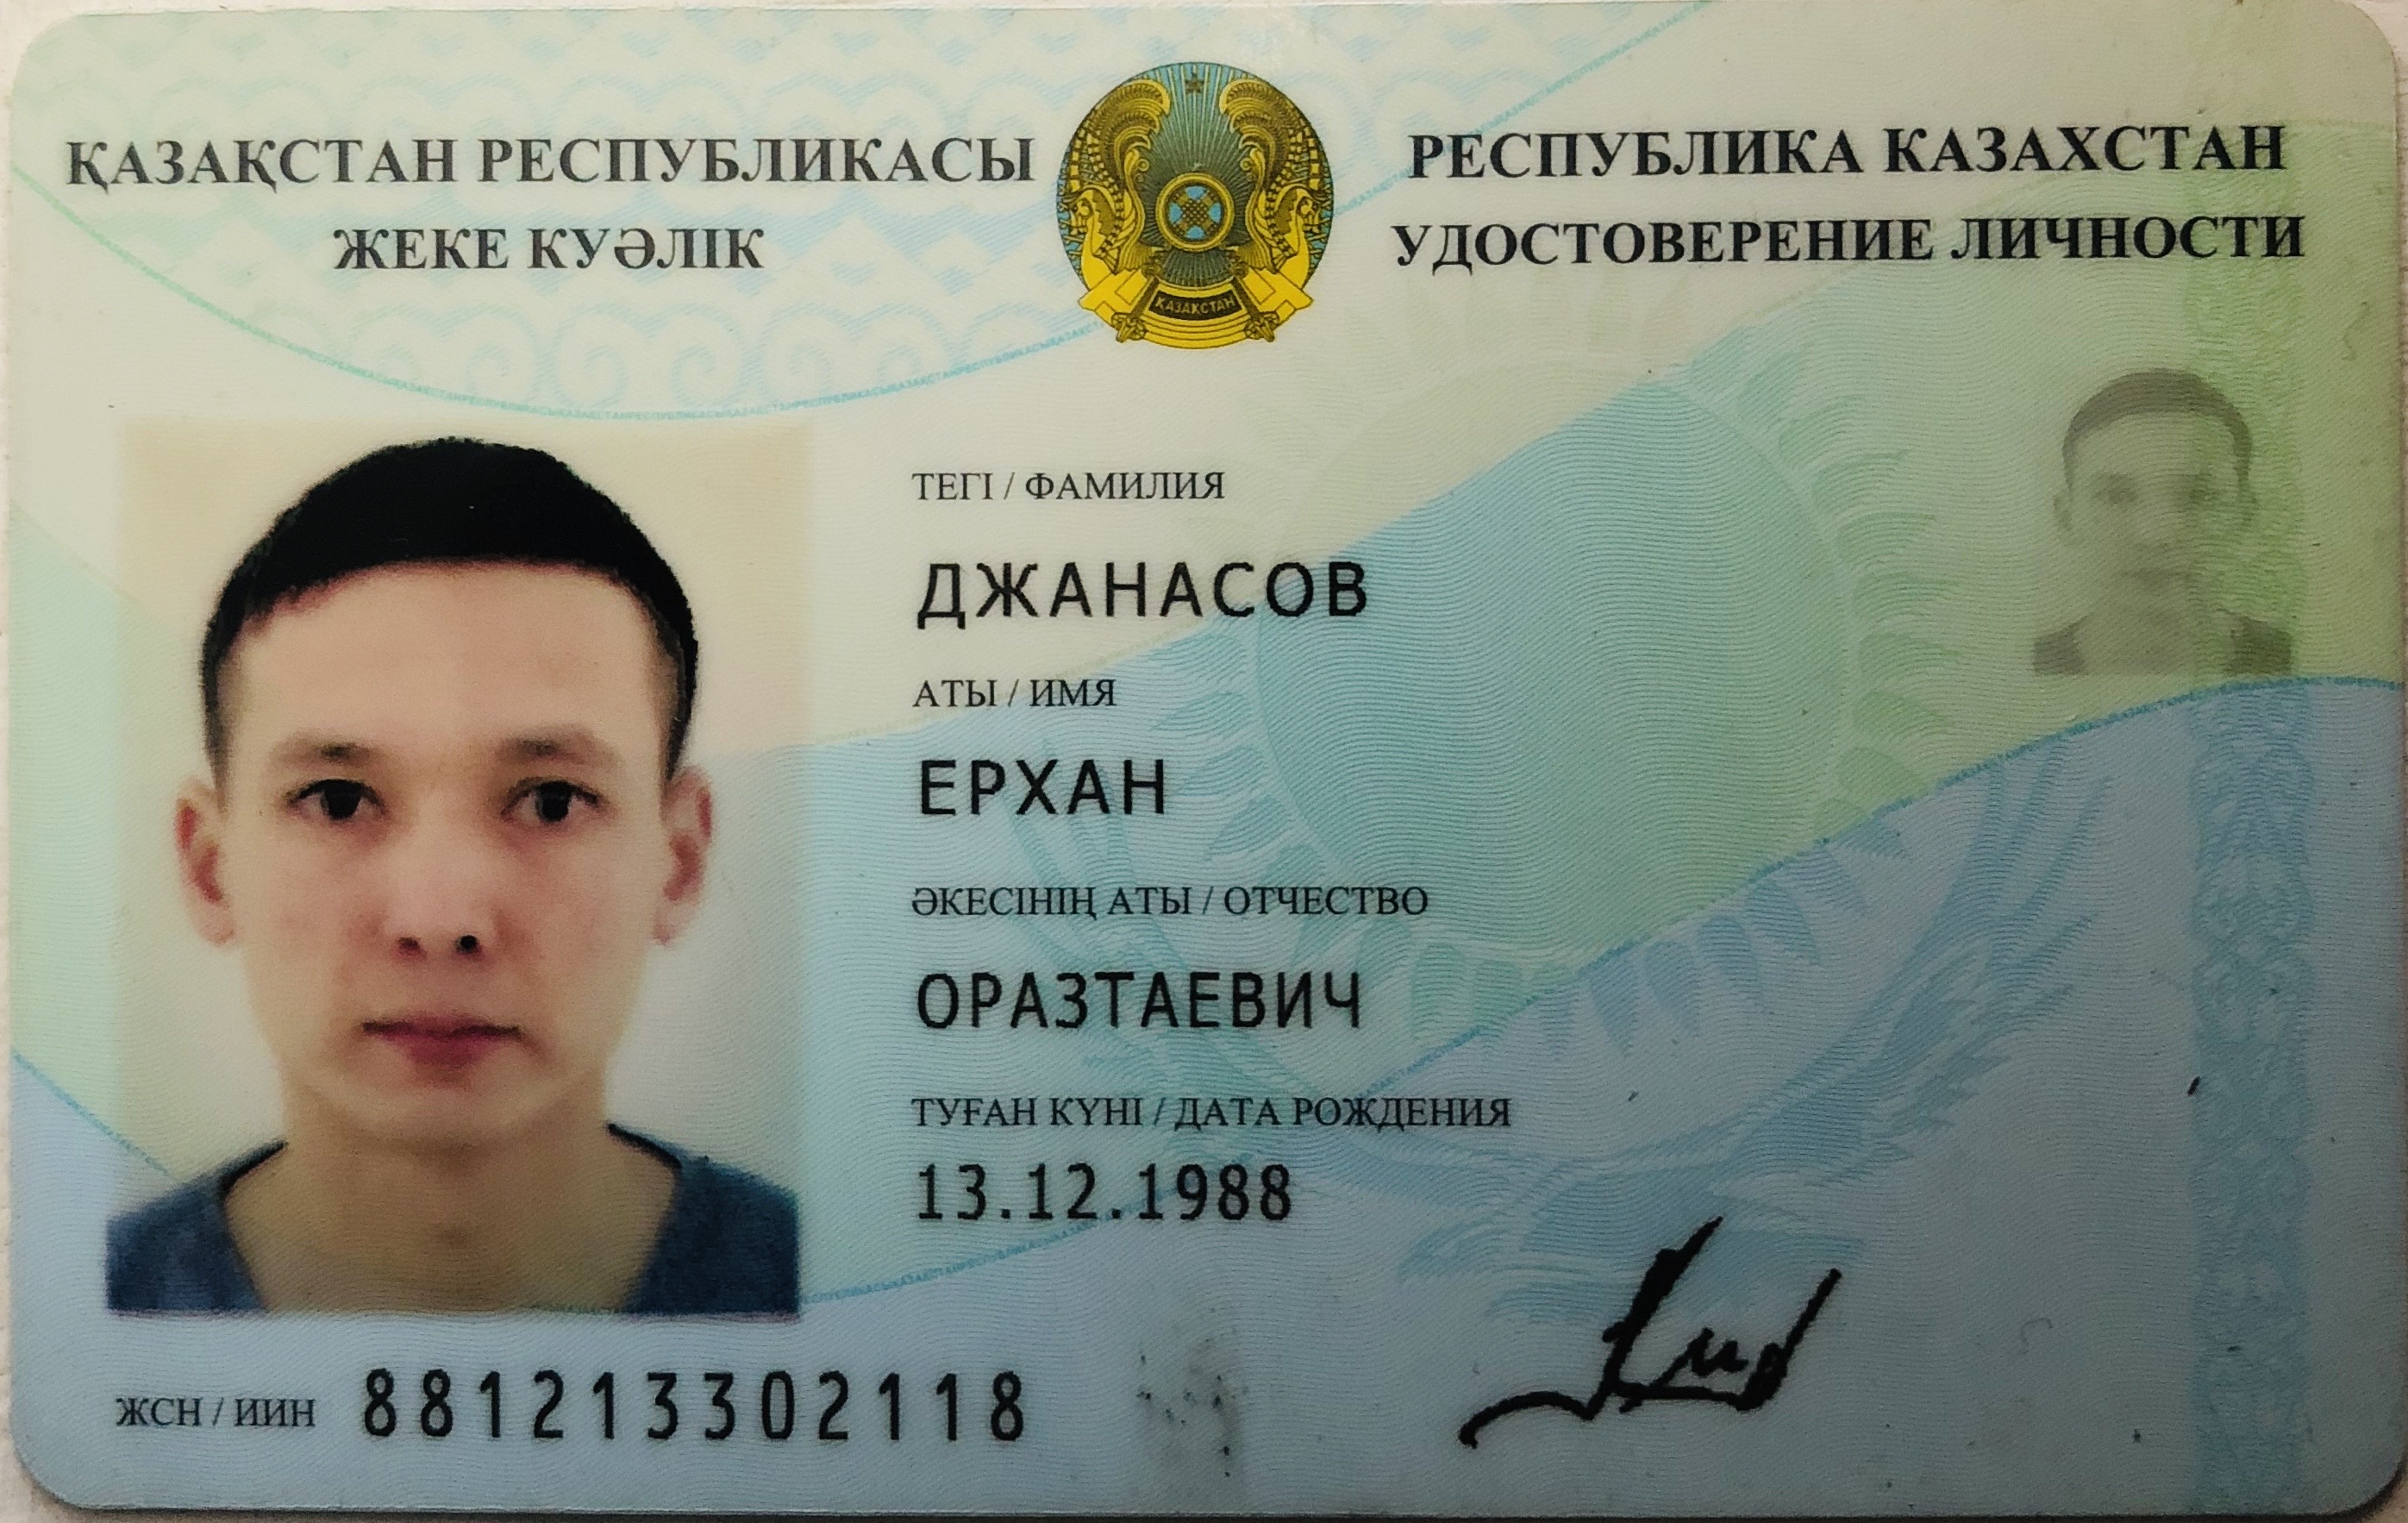 ҚАЗАҚСТАН РЕСПУБЛИКАСЫ
ЖЕКЕ КУӘЛІК
ҚАЗАҚСТАН
РЕСПУБЛИКА КАЗАХСТАН
УДОСТОВЕРЕНИЕ ЛИЧНОСТИ
ТЕГІ / ФАМИЛИЯ
ДЖАНАСОВ
АТЫ / ИМЯ
ЕРХАН
ӘКЕСІНІҢ АТЫ / ОТЧЕСТВО
ОРАЗТАЕВИЧ
ТУҒАН КҮНІ / ДАТА РОЖДЕНИЯ
13.12.1988
ЖСН / ИИН 881213302118